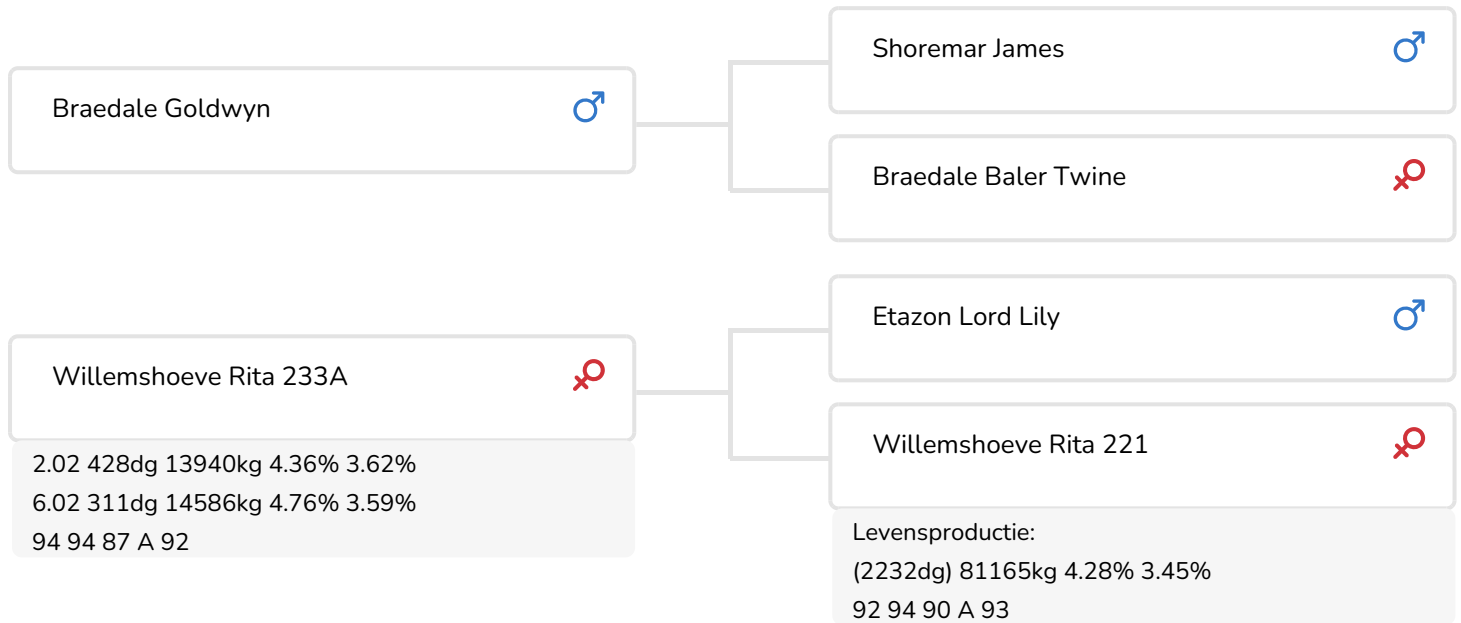 Shoremar James
Braedale Goldwyn
Braedale Baler Twine
Etazon Lord Lily
Willemshoeve Rita 233A
2.02 428dg 13940kg 4.36% 3.62%
6.02 311dg 14586kg 4.76% 3.59%
94 94 87 A 92
Willemshoeve Rita 221
Levensproductie:
(2232dg) 81165kg 4.28% 3.45%
92 94 90 A 93